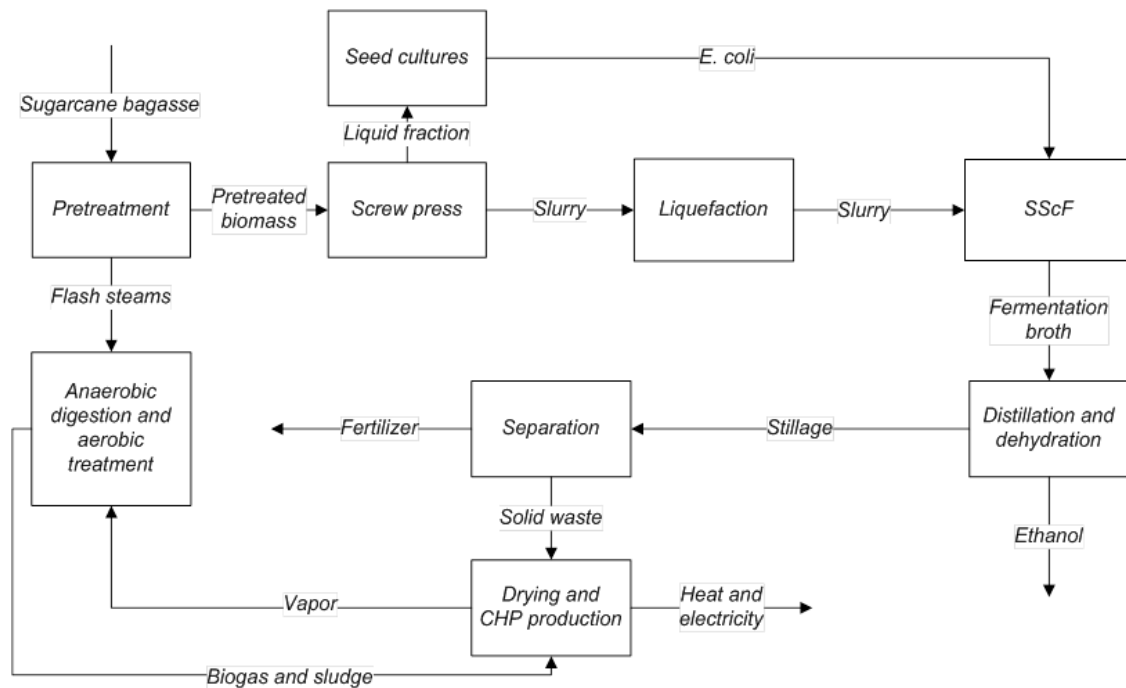 Seed cultures
E. coli
Sugarcane bagasse
Liquid fraction
Pretreatment
Pretreated
biomass
Screw press
Slurry
Liquefaction
Slurry
SScF
Flash steams
Fermentation
broth
Anaerobic
digestion and
aerobic
treatment
Fertilizer
Separation
Stillage
Distillation and
dehydration
Solid waste
Ethanol
Vapor
Drying and
CHP production
Heat and
electricity
Biogas and sludge